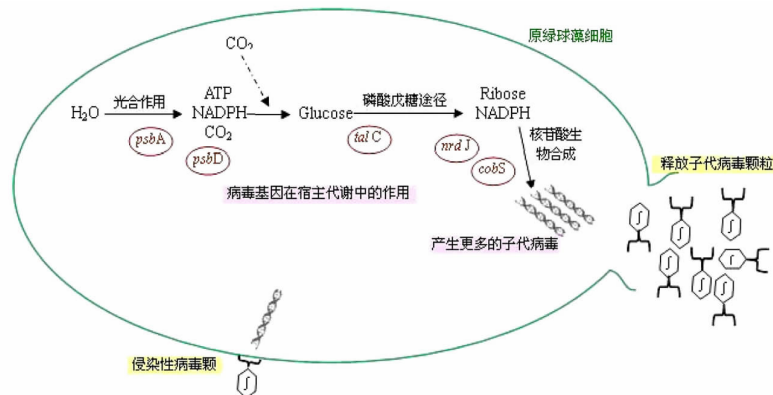 原绿球藻细胞
CO2
H2O
光合作用
psbA
ATP
NADPH
CO2
psbD
Glucose
磷酸戊糖途径
tal C
Ribose
NADPH
nrd J
cobS
核苷酸生
物合成
病毒基因在宿主代谢中的作用
产生更多的子代病毒
释放子代病毒颗粒
侵染性病毒颗